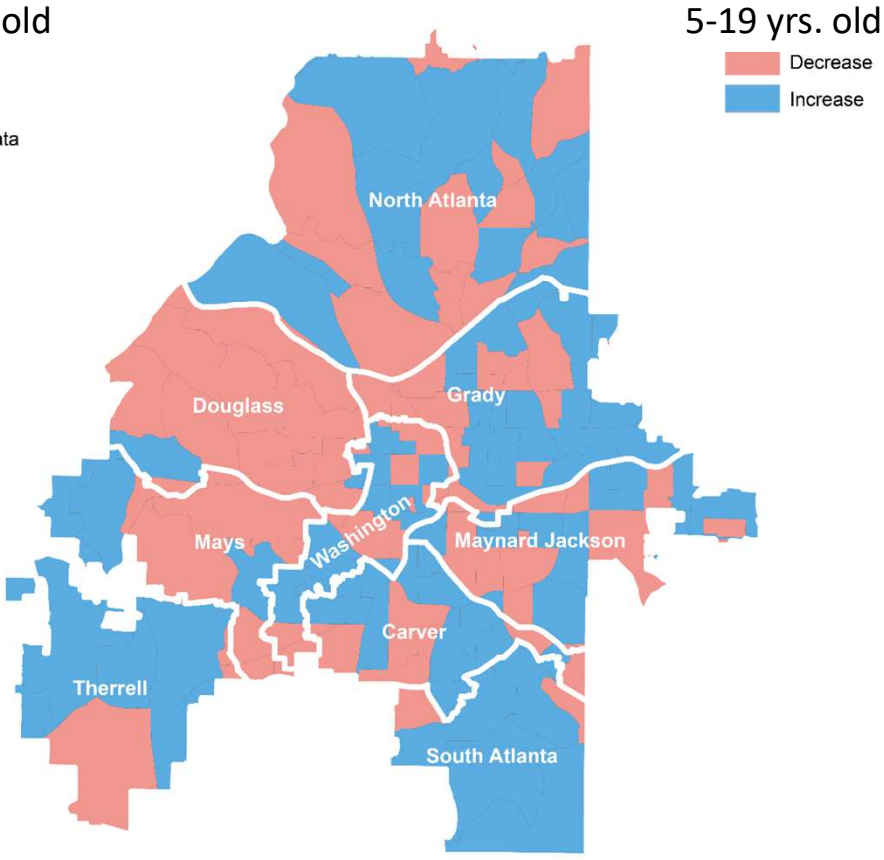 old
5-19 yrs. old
Decrease
Increase
North Atlanta
Douglass
Grady
Mays
Washington
Maynard Jackson
Carver
Therrell
South Atlanta